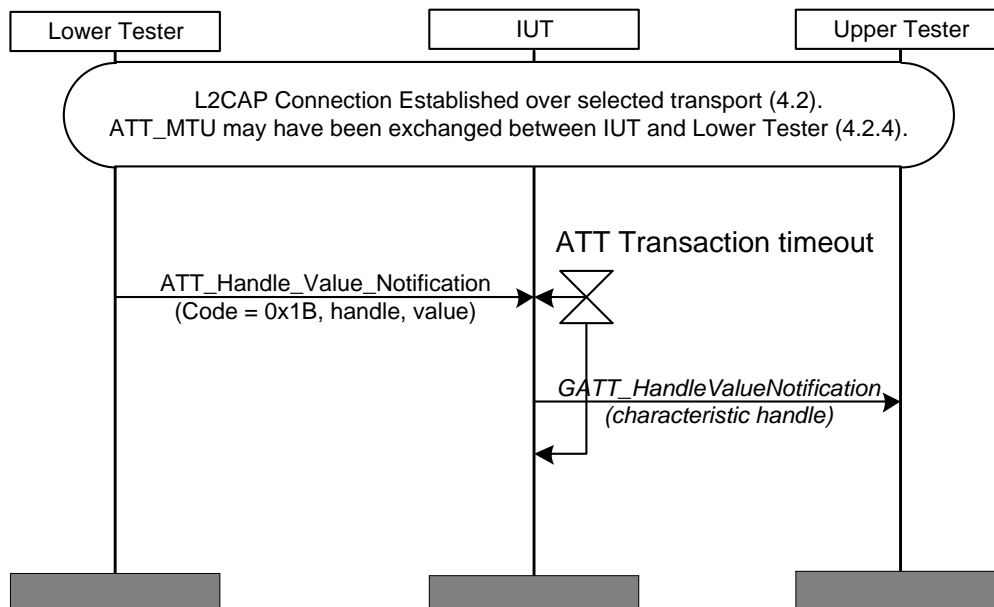 Lower Tester
IUT
Upper Tester
L2CAP Connection Established over selected transport (4.2).
ATT_MTU may have been exchanged between IUT and Lower Tester (4.2.4).
ATT Transaction timeout
ATT_Handle_Value_Notification
(Code = 0x1B, handle, value)
GATT_HandleValueNotification
(characteristic handle)